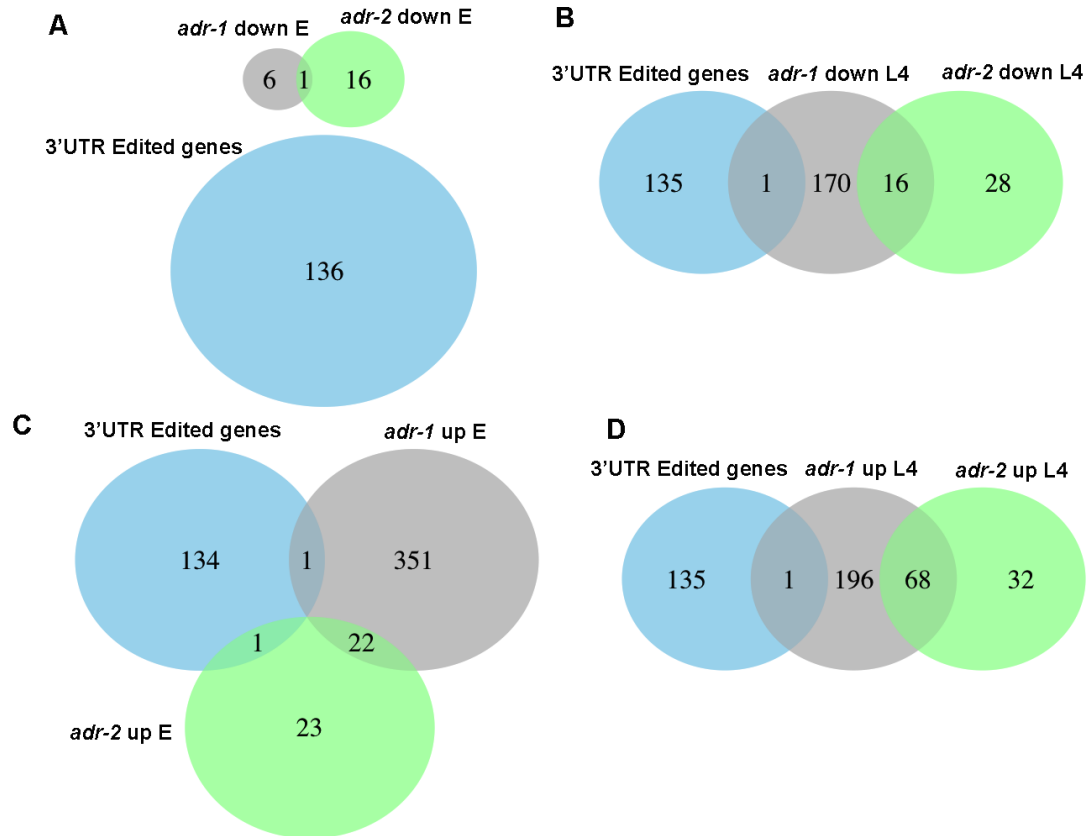 A
adr-1 down E
adr-2 down E
6 1 16
3'UTR Edited genes
136
B
3'UTR Edited genes adr-1 down L4 adr-2 down L4
135 1 170 16 28
C
3'UTR Edited genes
adr-1 up E
134 1 351
1 22
adr-2 up E
23
D
3'UTR Edited genes adr-1 up L4 adr-2 up L4
135 1 196 68 32